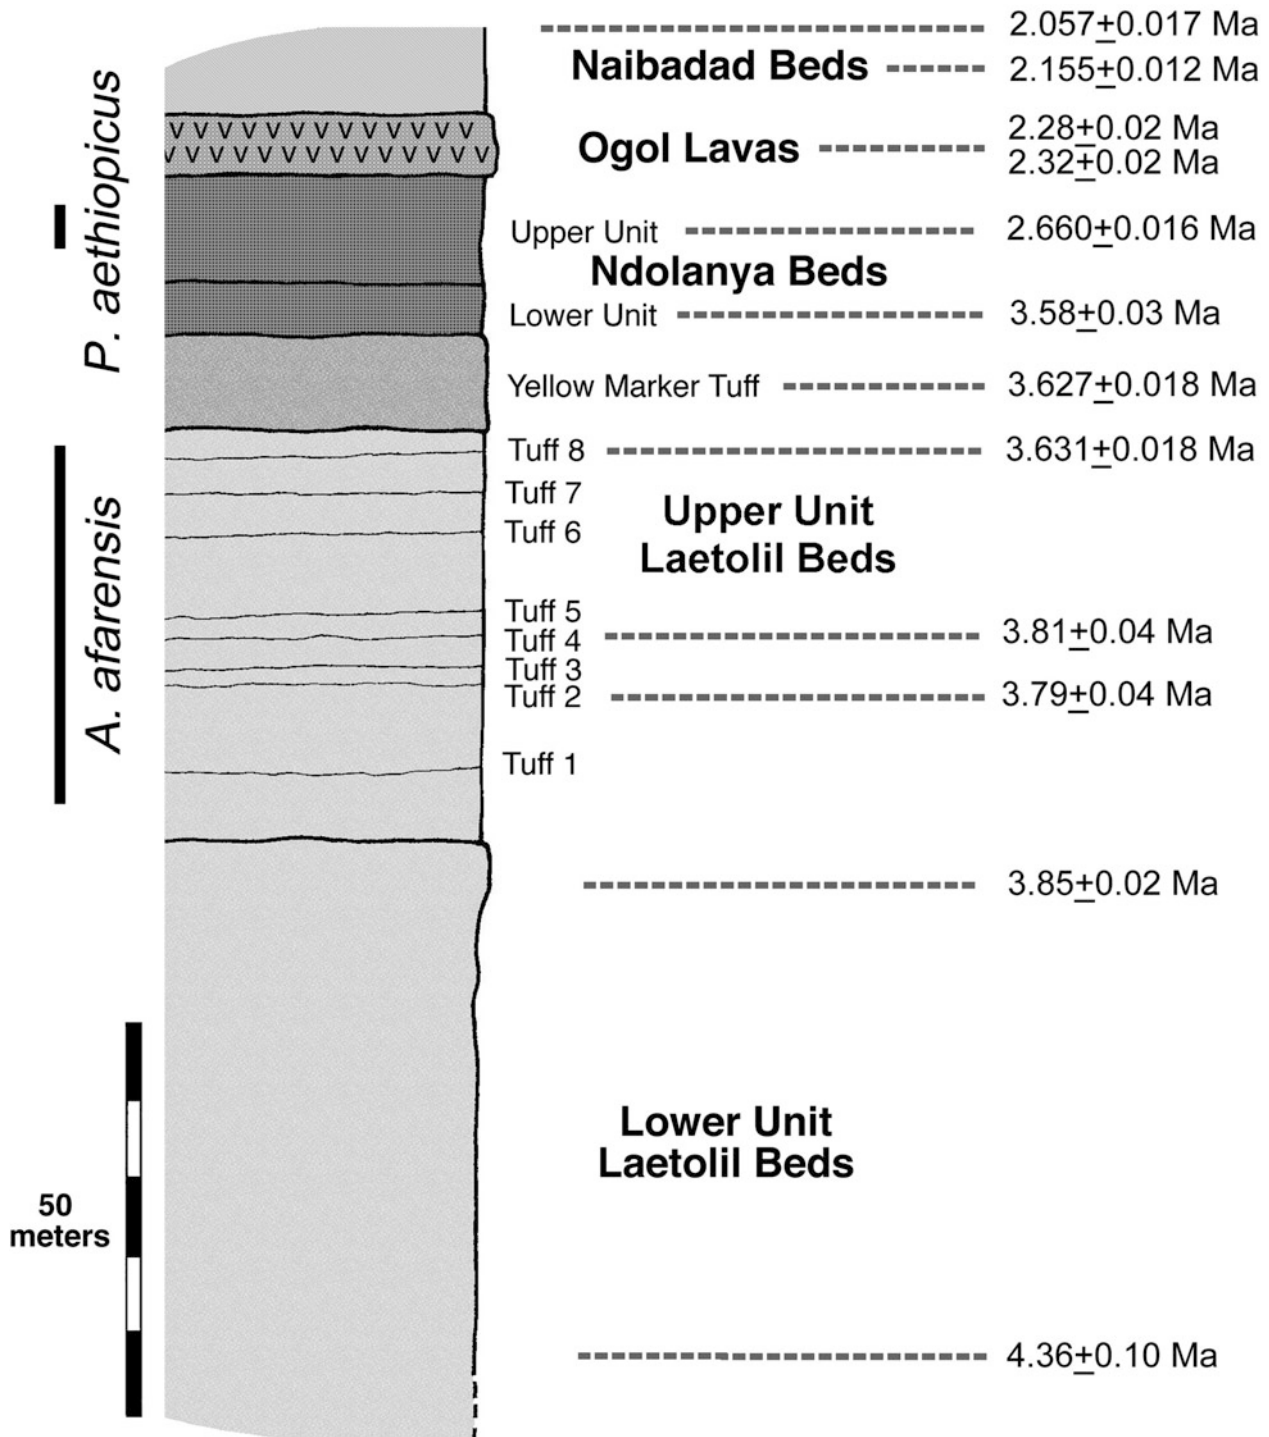 2.057±0.017 Ma
Naibadad Beds
2.155±0.012 Ma
P. aethiopicus
V V V V V V V V V V V V V
V V V V V V V V V V V V V V
Ogol Lavas
2.28±0.02 Ma
2.32±0.02 Ma
Upper Unit
2.660±0.016 Ma
Ndolanya Beds
Lower Unit
3.58±0.03 Ma
Yellow Marker Tuff
3.627±0.018 Ma
A. afarensis
Tuff 8
3.631±0.018 Ma
Tuff 7
Upper Unit
Laetolil Beds
Tuff 6
Tuff 5
Tuff 4
3.81±0.04 Ma
Tuff 3
Tuff 2
3.79±0.04 Ma
Tuff 1
3.85±0.02 Ma
Lower Unit
Laetolil Beds
50
meters
4.36±0.10 Ma